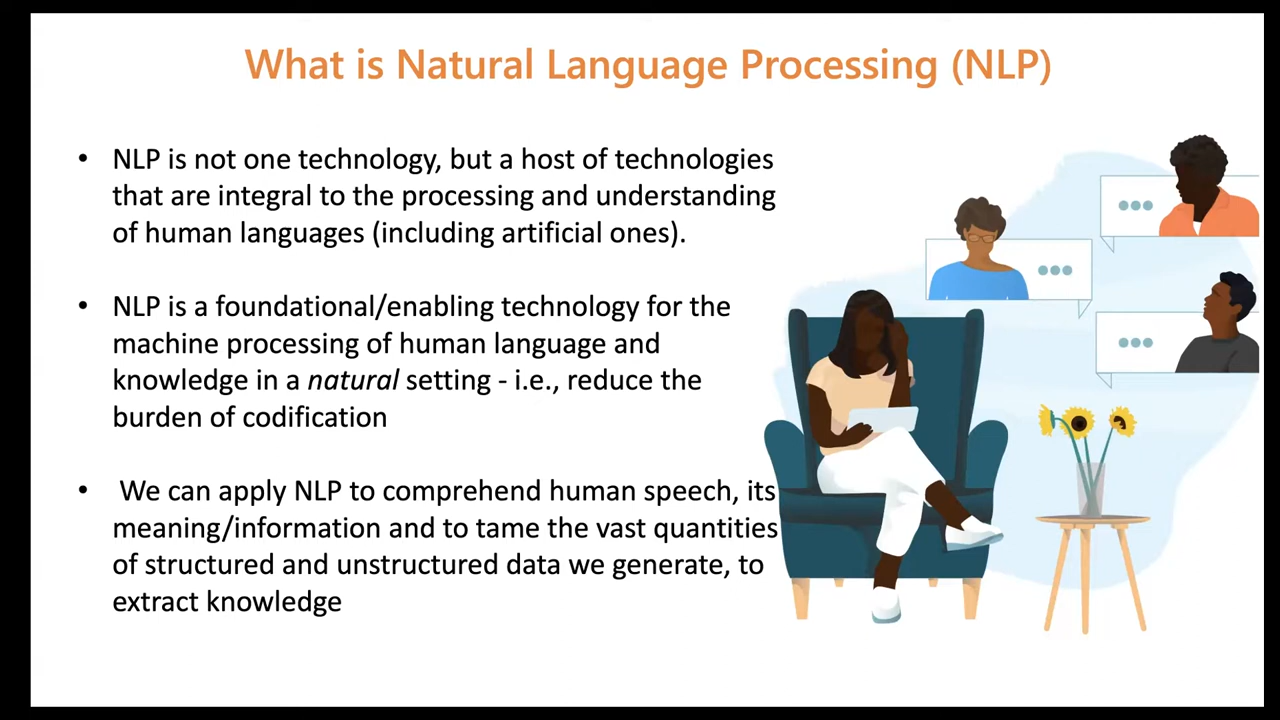 What is Natural Language Processing (NLP)
• NLP is not one technology, but a host of technologies
that are integral to the processing and understanding
of human languages (including artificial ones).
• NLP is a foundational/enabling technology for the
machine processing of human language and
knowledge in a natural setting - i.e., reduce the
burden of codification
• We can apply NLP to comprehend human speech, its
meaning/information and to tame the vast quantities
of structured and unstructured data we generate, to
extract knowledge